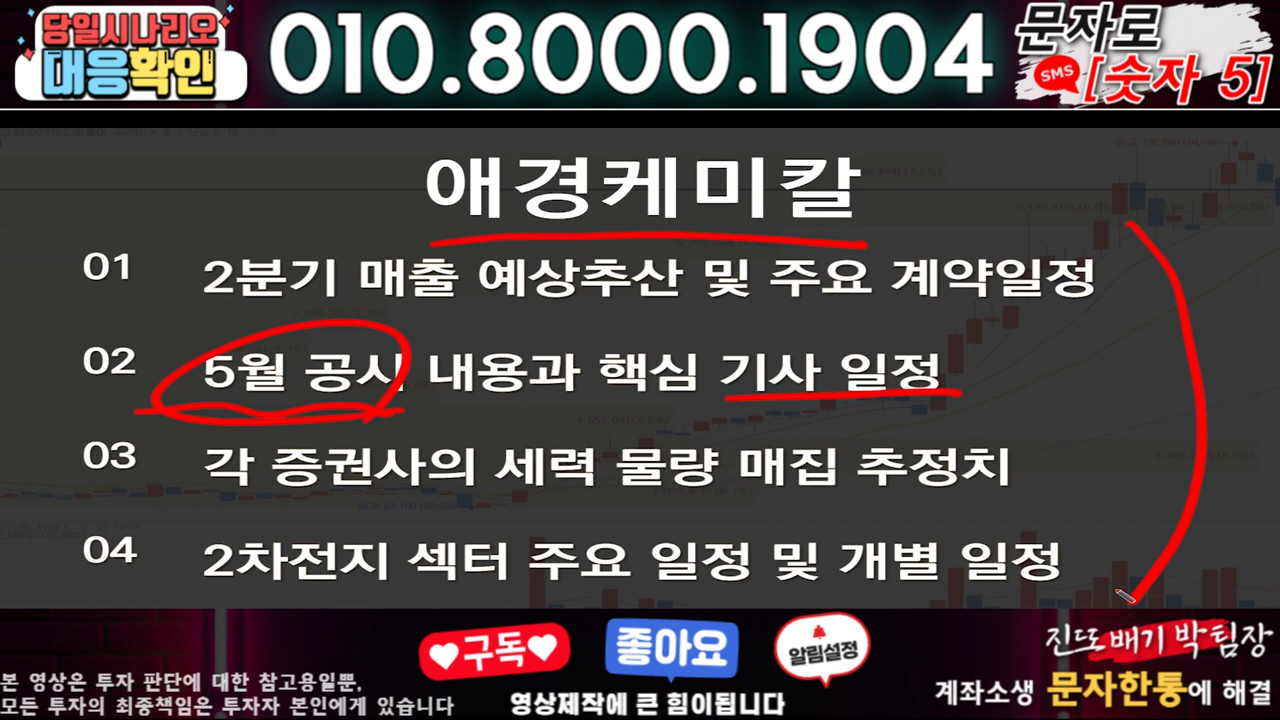 당일시나리오
대응확인
010.8000.1904
문자로
SMS
[숫자 5]
애경케미칼
01 2분기 매출 예상추산 및 주요 계약일정
02 5월 공시 내용과 핵심 기사 일정
03 각 증권사의 세력 물량 매집 추정치
04 2차전지 섹터 주요 일정 및 개별 일정
구독
좋아요
알림설정
영상제작에 큰 힘이됩니다
본 영상은 투자 판단에 대한 참고용일뿐,
모든 투자의 최종책임은 투자자 본인에게 있습니다
진또배기 박팀장
계좌소생 문자한통에 해결